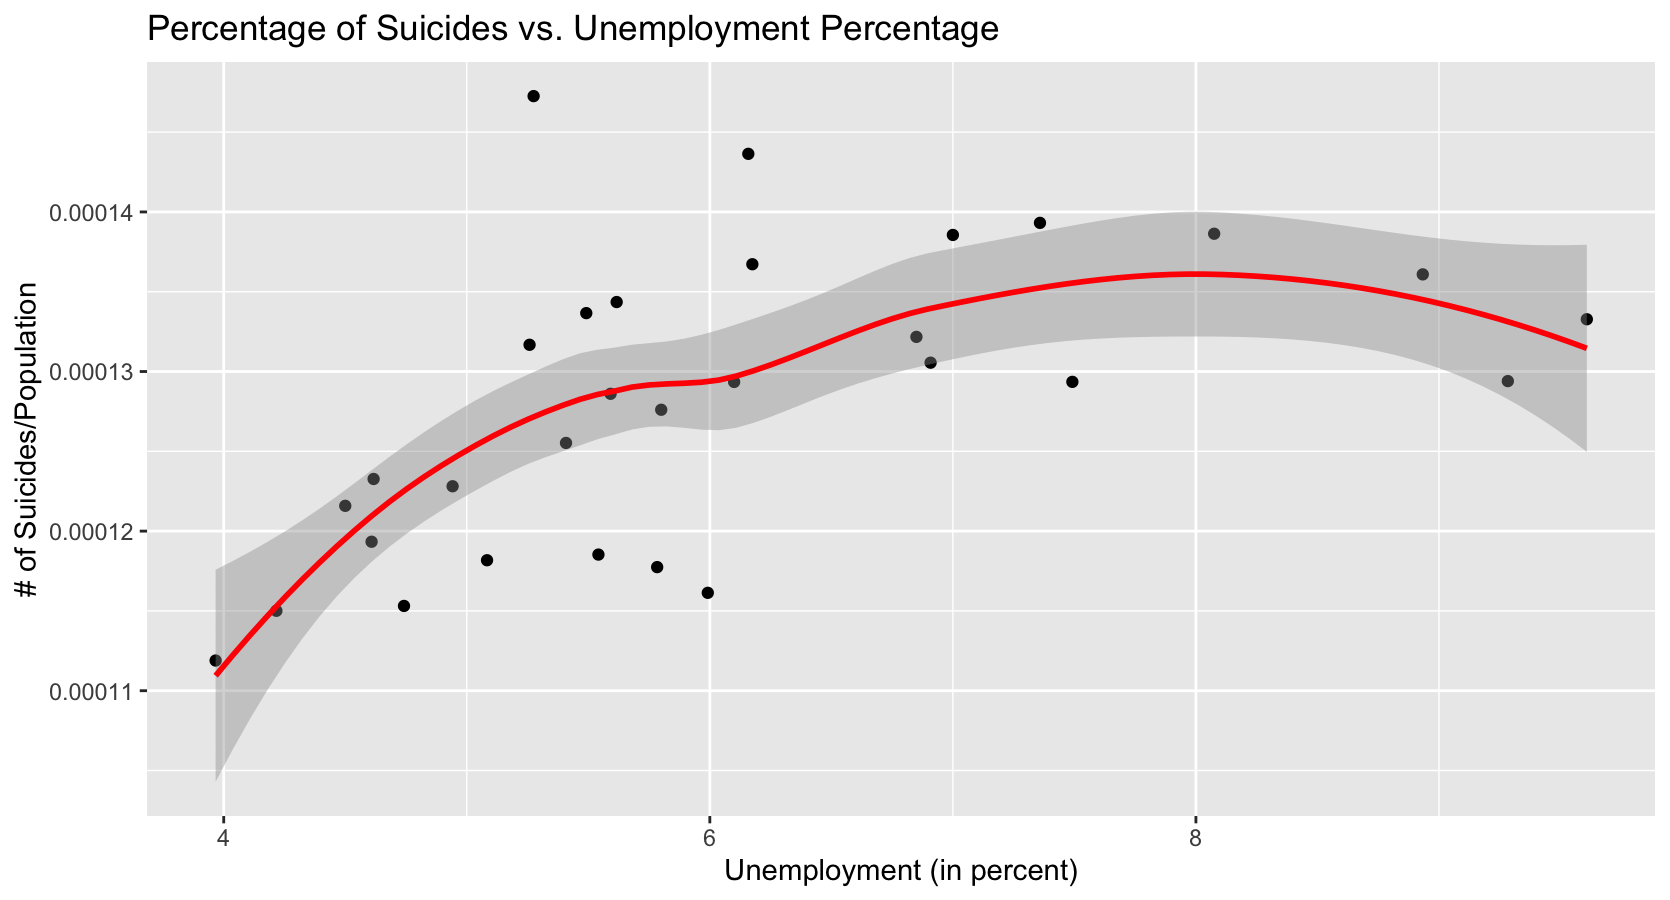 Percentage of Suicides vs. Unemployment Percentage
# of Suicides/Population
0.00014
0.00013
0.00012
0.00011
4 6 8
Unemployment (in percent)